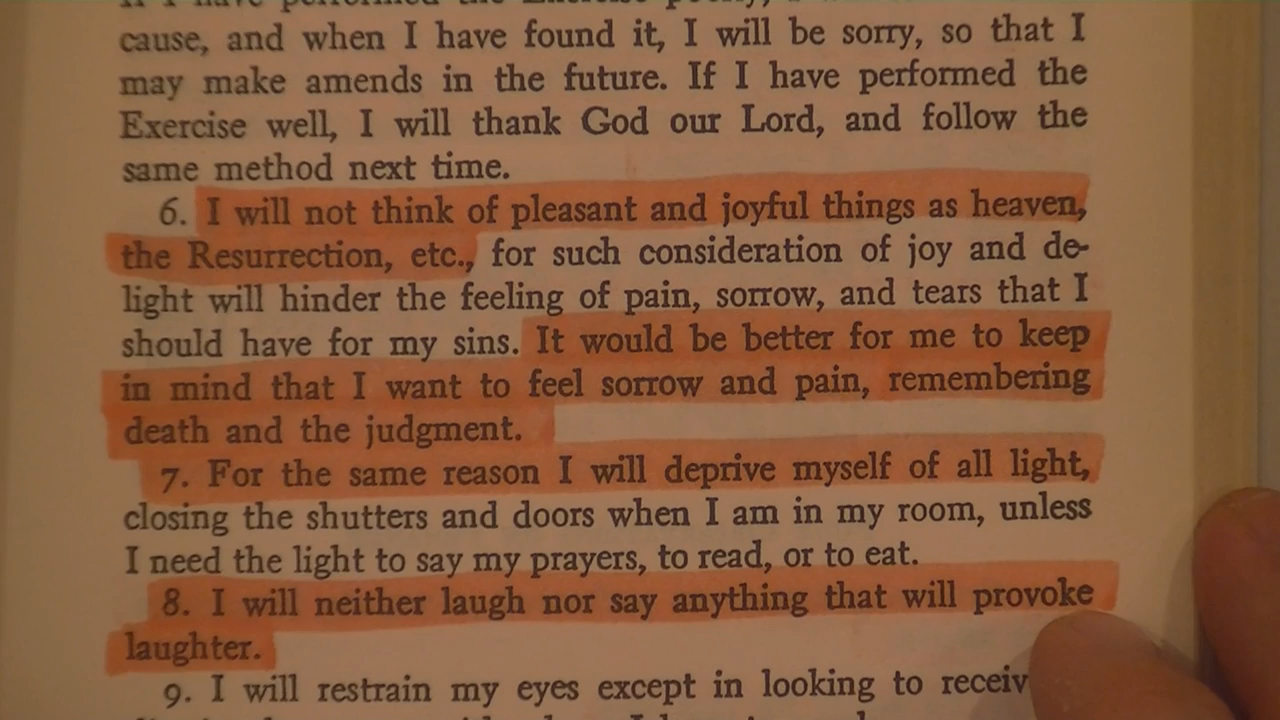 cause, and when I have found it, I will be sorry, so that I
may make amends in the future. If I have performed the
Exercise well, I will thank God our Lord, and follow the
same method next time.
6. I will not think of pleasant and joyful things as heaven,
the Resurrection, etc., for such consideration of joy and de-
light will hinder the feeling of pain, sorrow, and tears that I
should have for my sins. It would be better for me to keep
in mind that I want to feel sorrow and pain, remembering
death and the judgment.
7. For the same reason I will deprive myself of all light,
closing the shutters and doors when I am in my room, unless
I need the light to say my prayers, to read, or to eat.
8. I will neither laugh nor say anything that will provoke
laughter.
9. I will restrain my eyes except in looking to receiv